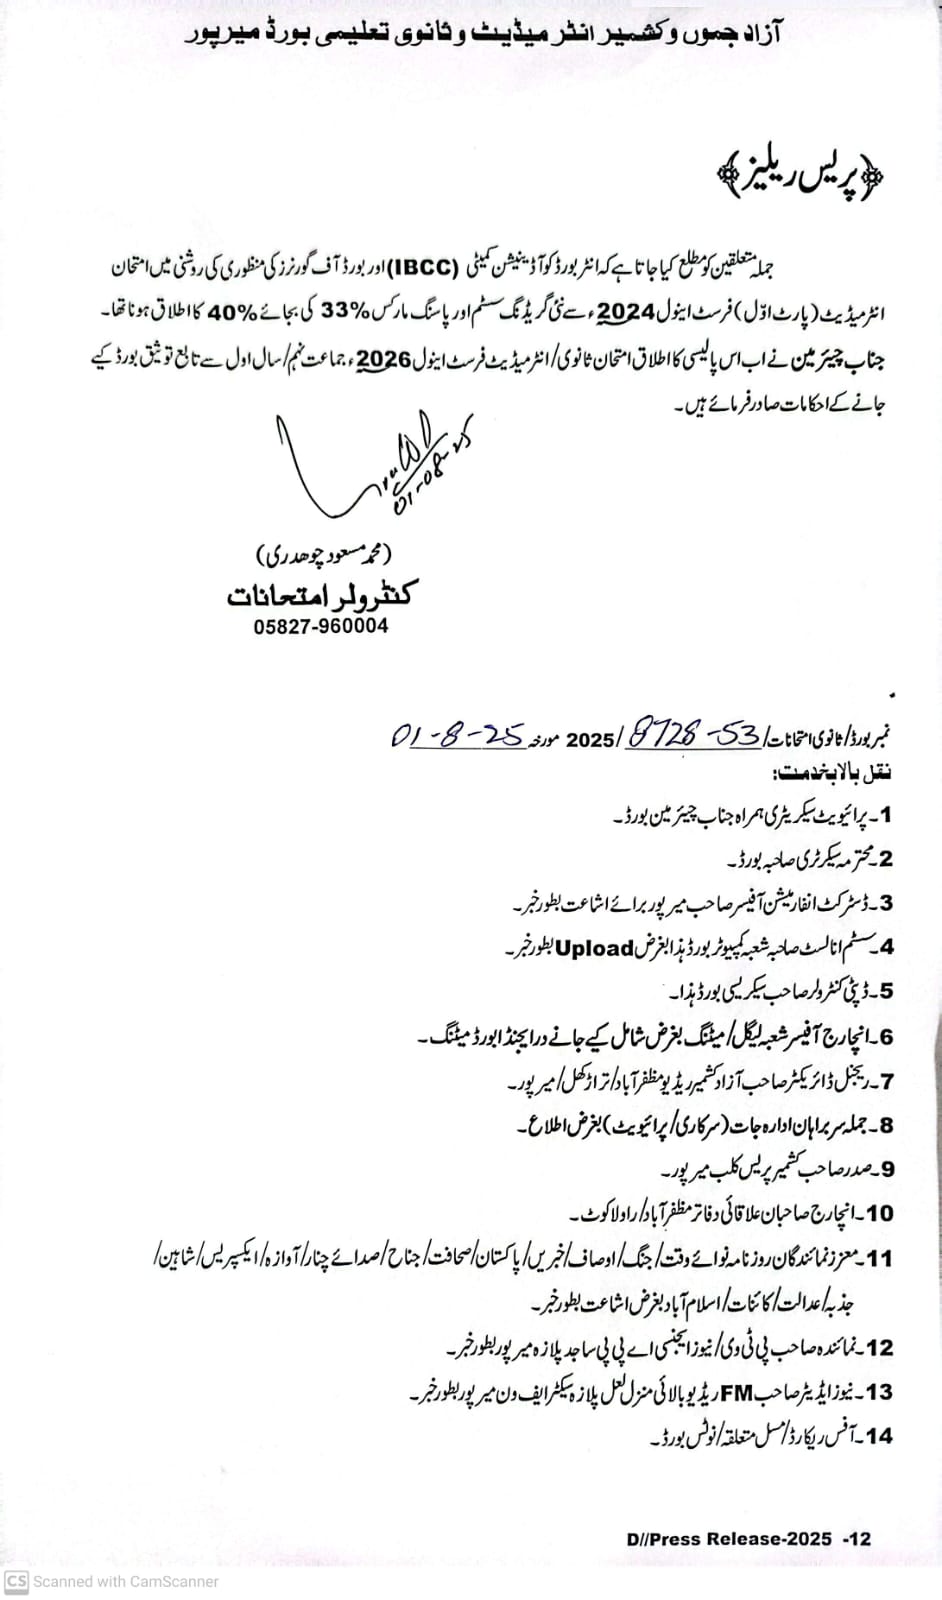 آزاد جموں و کشمیر انٹر میڈیٹ و ثانوی تعلیمی بورڈ میرپور
﴿پریس ریلیز﴾
جملہ متعلقین کو مطلع کیا جاتا ہے کہ انٹر بورڈ کوآڈینیشن کمیٹی (IBCC) اور بورڈ آف گورنرز کی منظوری کی روشنی میں امتحان
انٹرمیڈیٹ (پارٹ اوّل) فرسٹ اینول 2024ء سے نئی گریڈنگ سسٹم اور پاسنگ مارکس 33% کی بجائے 40% کا اطلاق ہونا تھا۔
جناب چیئرمین نے اب اس پالیسی کا اطلاق امتحان ثانوی/انٹرمیڈیٹ فرسٹ اینول 2026ء جماعت نہم/سال اول سے تابع توثیق بورڈ کیے
جانے کے احکامات صادر فرمائے ہیں۔
01-08-25
(محمد مسعود چوھدری)
کنٹرولر امتحانات
05827-960004
نمبر بورڈ/ثانوی امتحانات/8728-53/2025 مورخہ 01-8-25
نقل بالا بخدمت:
1۔پرائیویٹ سیکریٹری ہمراہ جناب چیئرمین بورڈ۔
2۔محترمہ سیکرٹری صاحبہ بورڈ۔
3۔ڈسٹرکٹ انفارمیشن آفیسر صاحب میرپور برائے اشاعت بطور خبر۔
4۔سسٹم انالسٹ صاحبہ شعبہ کمپیوٹر بورڈ ہذا بغرض Upload بطور خبر۔
5۔ڈپٹی کنٹرولر صاحب سیکریسی بورڈ ہذا۔
6۔انچارج آفیسر شعبہ لیگل/میٹنگ بغرض شامل کیے جانے در ایجنڈا بورڈ میٹنگ۔
7۔ریجنل ڈائریکٹر صاحب آزاد کشمیر ریڈیو مظفرآباد/تراڑکھل/میرپور۔
8۔جملہ سربراہان ادارہ جات (سرکاری/پرائیویٹ) بغرض اطلاع۔
9۔صدر صاحب کشمیر پریس کلب میرپور۔
10۔انچارج صاحبان علاقائی دفاتر مظفرآباد/راولاکوٹ۔
11۔معزز نمائندگان روزنامہ نوائے وقت/جنگ/اوصاف/خبریں/پاکستان/صحافت/جناح/صدائے چنار/آوازہ/ایکسپریس/شاہین/
جذبہ/عدالت/کائنات/اسلام آباد بغرض اشاعت بطور خبر۔
12۔نمائندہ صاحب پی ٹی وی/نیوز ایجنسی اے پی پی ساجد پلازہ میرپور بطور خبر۔
13۔نیوز ایڈیٹر صاحب FM ریڈیو بالائی منزل لعل پلازہ سیکٹر ایف ون میرپور بطور خبر۔
14۔آفس ریکارڈ/مسل متعلقہ/نوٹس بورڈ۔
D//Press Release-2025 -12
CS Scanned with CamScanner